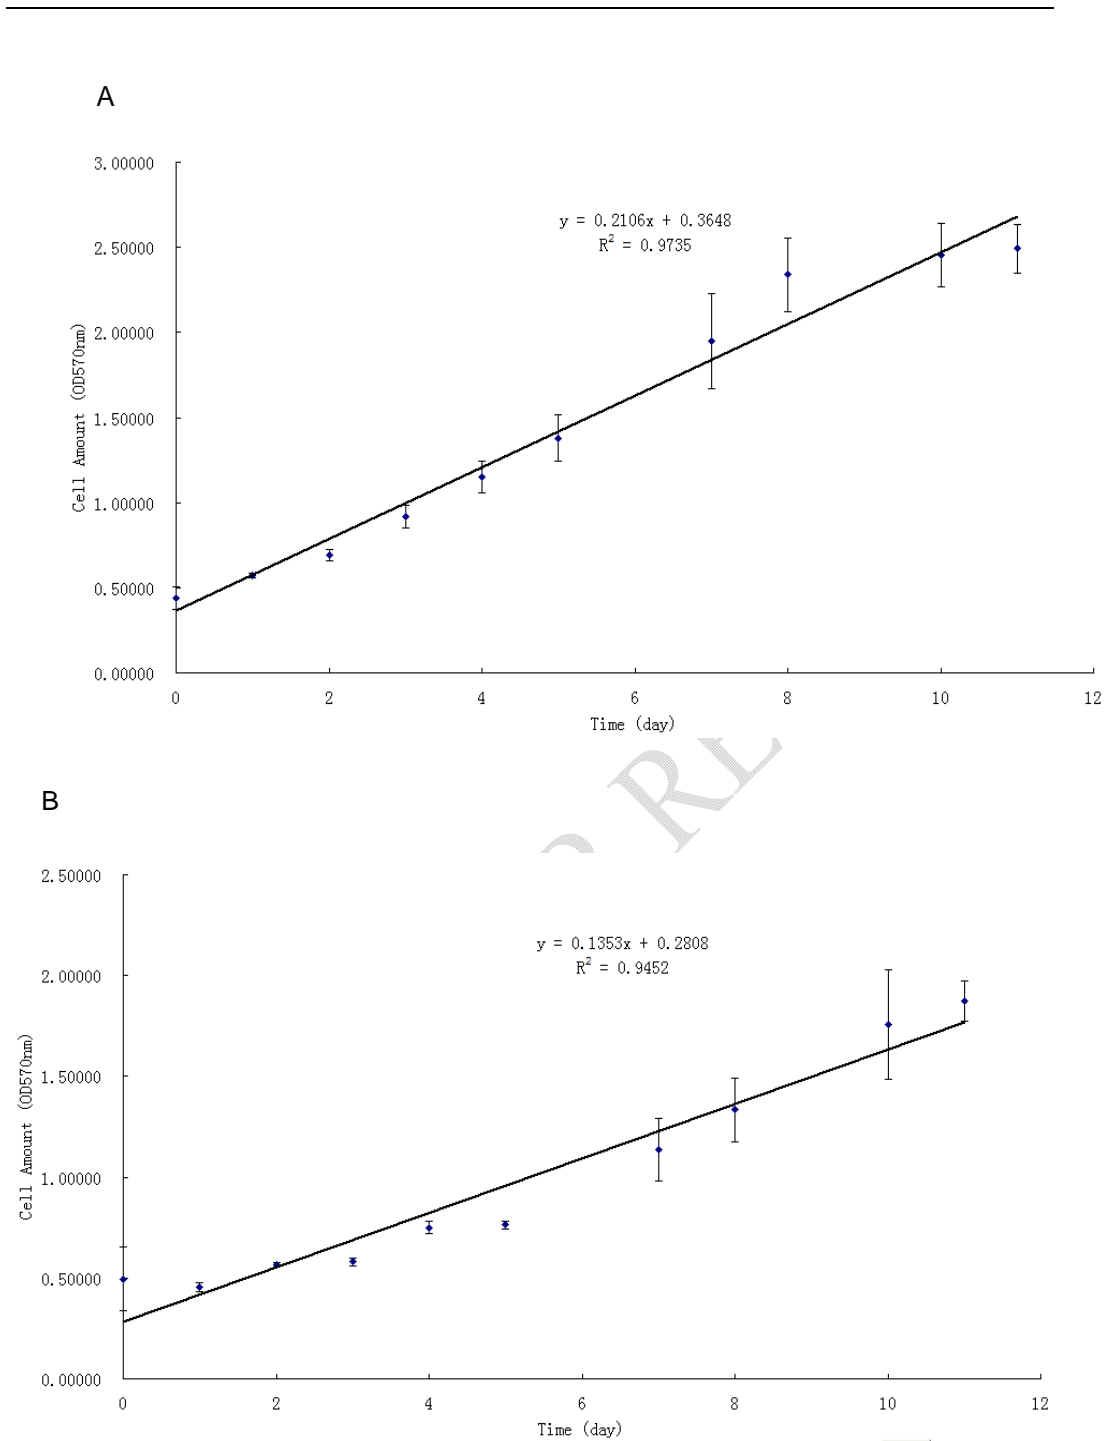 A
3.00000
y = 0.2106x + 0.3648
R² = 0.9735
2.50000
2.00000
Cell Amount (OD570nm)
1.50000
1.00000
0.50000
0.00000
0 2 4 6 8 10 12
Time (day)
B
2.50000
y = 0.1353x + 0.2808
R² = 0.9452
2.00000
1.50000
Cell Amount (OD570nm)
1.00000
0.50000
0.00000
0 2 4 6 8 10 12
Time (day)